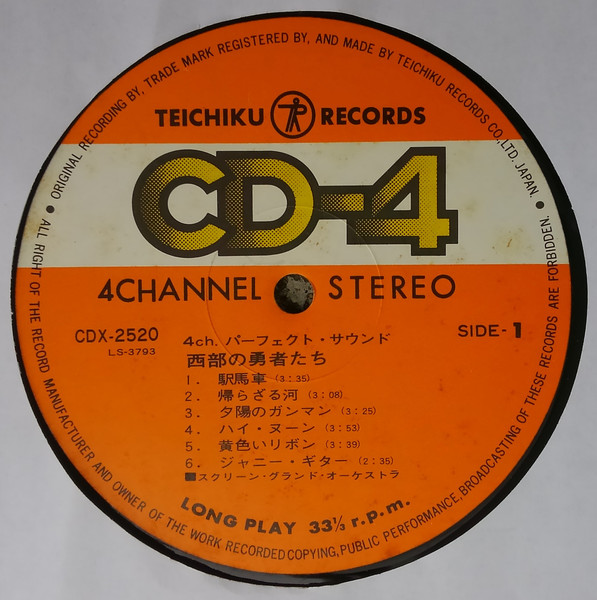 ORIGINAL RECORDING BY, TRADE MARK REGISTERED BY, AND MADE BY TEICHIKU RECORDS CO., LTD. JAPAN.
TEICHIKU RECORDS
CD-4
4CHANNEL STEREO
CDX-2520
LS-3793
SIDE-1
4ch. パーフェクト・サウンド
西部の勇者たち
1. 駅馬車 (3:35)
2. 帰らざる河 (3:08)
3. 夕陽のガンマン (3:25)
4. ハイ・ヌーン (3:53)
5. 黄色いリボン (3:39)
6. ジャニー・ギター (2:35)
■スクリーン・グランド・オーケストラ
LONG PLAY 33⅓ r.p.m.
ALL RIGHT OF THE RECORD MANUFACTURER AND OWNER OF THE WORK RECORDED COPYING, PUBLIC PERFORMANCE, BROADCASTING OF THESE RECORDS ARE FORBIDDEN.